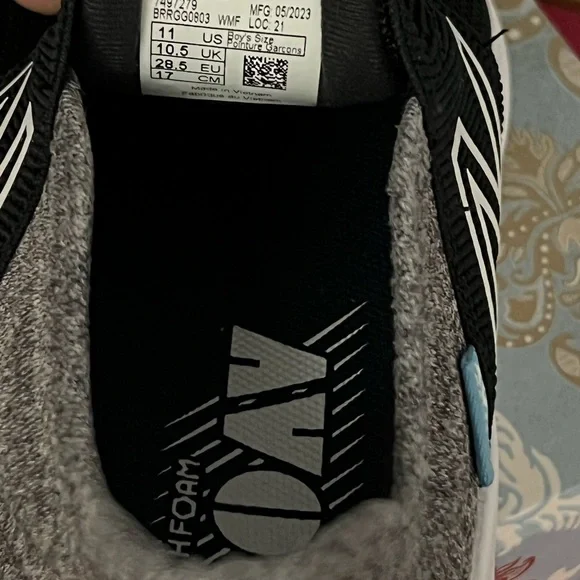 7497279 MFG 05/2023
BRRGG0803 WMF LOC: 21
11 US
10.5 UK
28.5 EU
17 CM
Boy's Size
Pointure Garcons
Made in Vietnam
Fabriqué au Vietnam